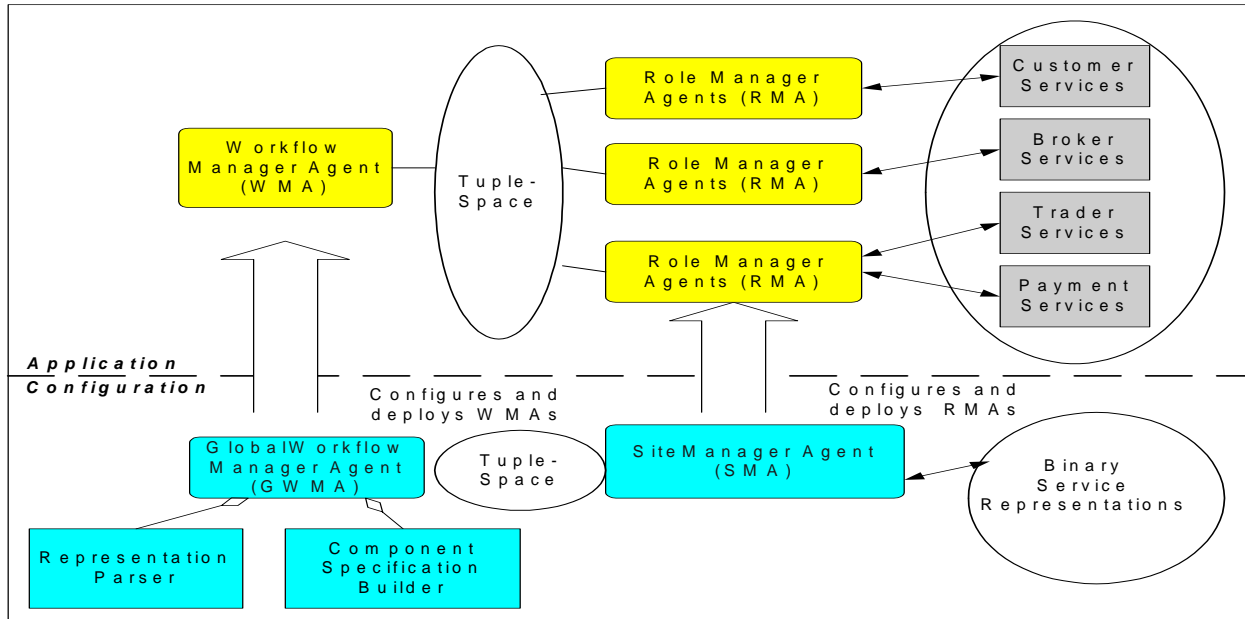 Workflow
Manager Agent
(WMA)
Tuple-
Space
Role Manager
Agents (RMA)
Role Manager
Agents (RMA)
Role Manager
Agents (RMA)
Customer
Services
Broker
Services
Trader
Services
Payment
Services
Application
Configuration
Configures and
deploys WMAs
Configures and
deploys RMAs
GlobalWorkflow
Manager Agent
(GWMA)
Tuple-
Space
SiteManager Agent
(SMA)
Binary
Service
Representations
Representation
Parser
Component
Specification
Builder